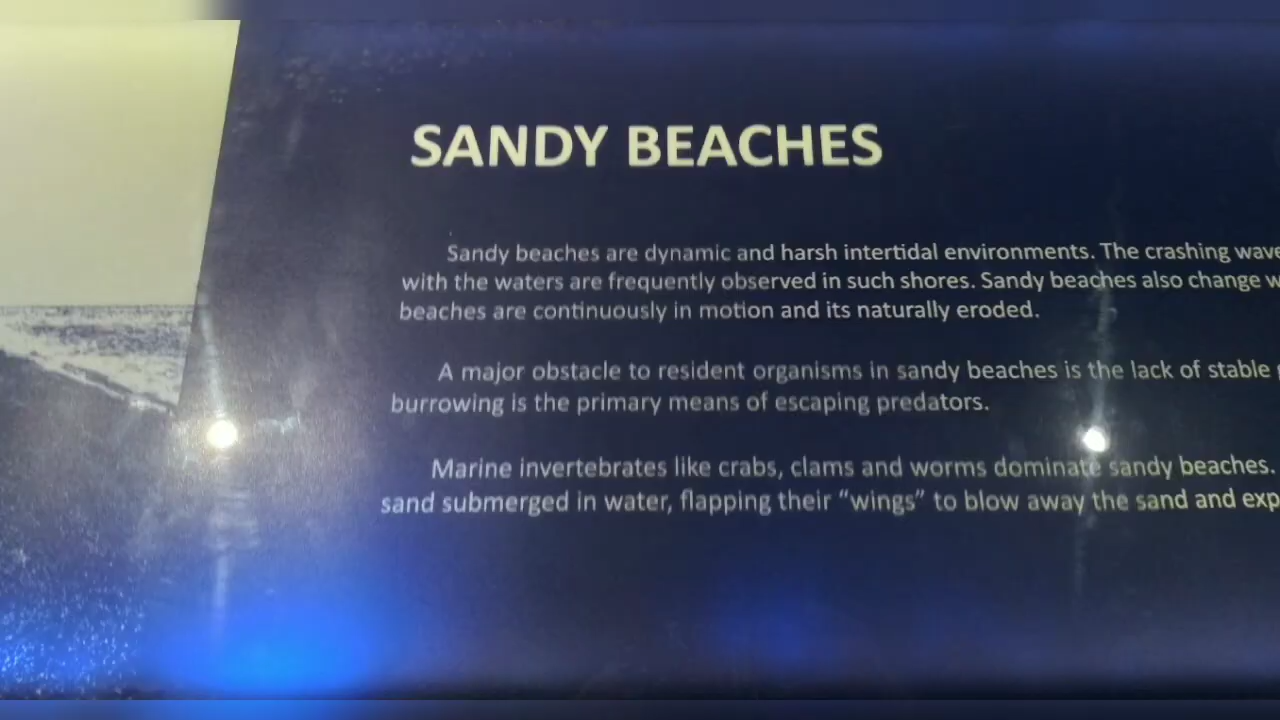 SANDY BEACHES
Sandy beaches are dynamic and harsh intertidal environments. The crashing wave
with the waters are frequently observed in such shores. Sandy beaches also change w
beaches are continuously in motion and its naturally eroded.
A major obstacle to resident organisms in sandy beaches is the lack of stable
burrowing is the primary means of escaping predators.
Marine invertebrates like crabs, clams and worms dominate sandy beaches.
sand submerged in water, flapping their “wings” to blow away the sand and exp